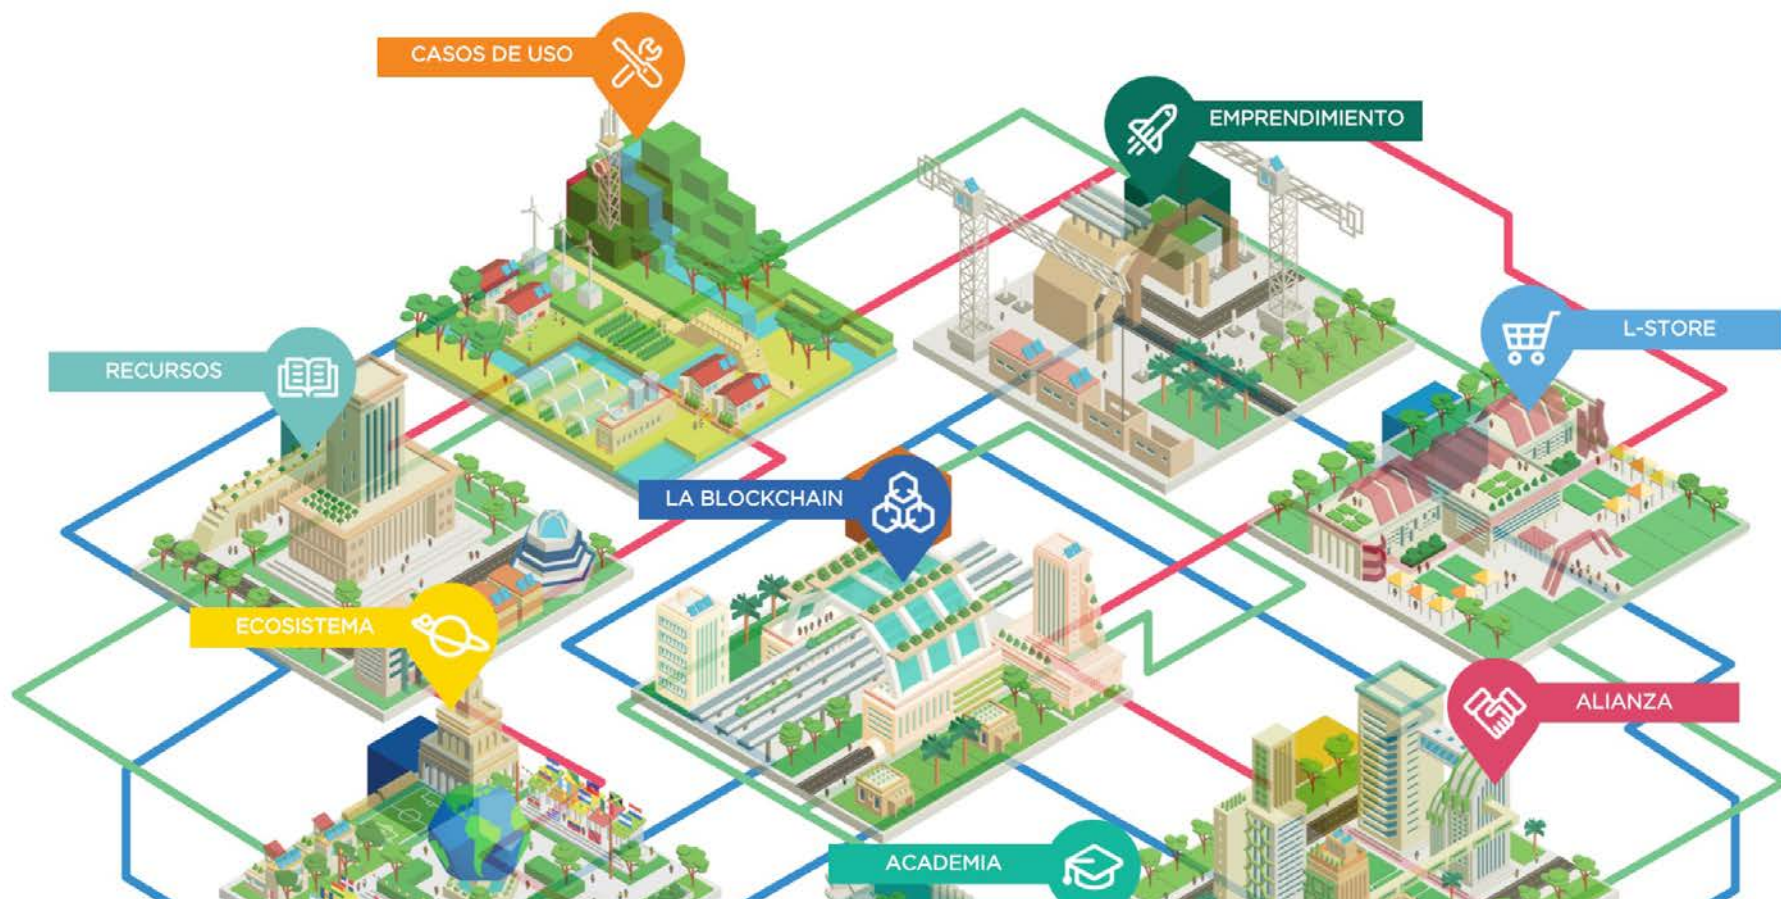 CASOS DE USO
EMPRENDIMIENTO
L-STORE
RECURSOS
LA BLOCKCHAIN
ECOSISTEMA
ALIANZA
ACADEMIA